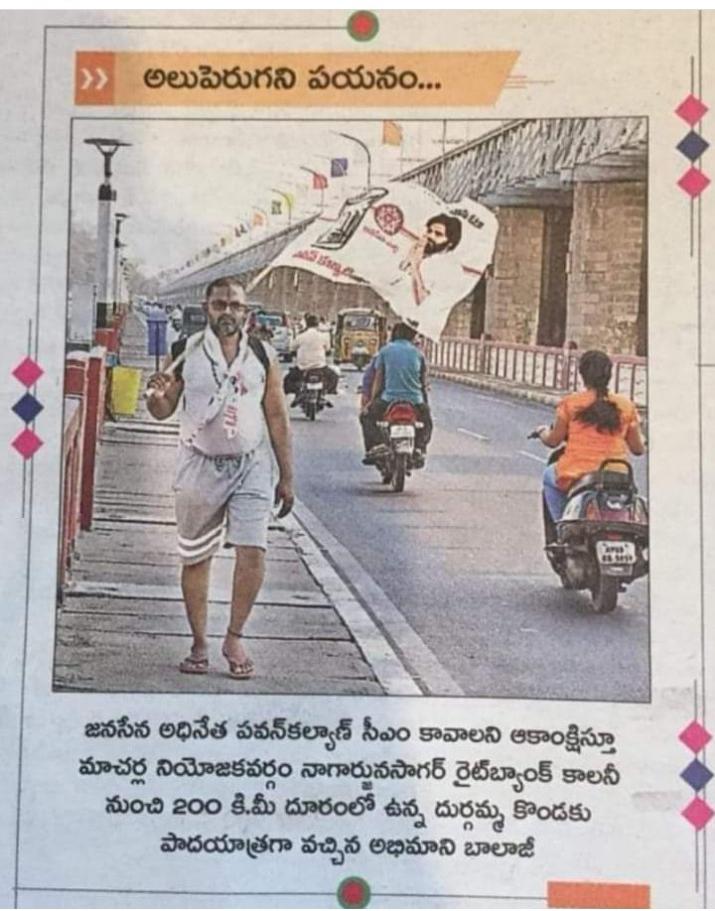 అలుపెరుగని పయనం...
జనసేన అధినేత పవన్‌కల్యాణ్ సీఎం కావాలని ఆకాంక్షిస్తూ
మాచర్ల నియోజకవర్గం నాగార్జునసాగర్ రైట్‌బ్యాంక్ కాలనీ
నుంచి 200 కి.మీ దూరంలో ఉన్న దుర్గమ్మ కొండకు
పాదయాత్రగా వచ్చిన అభిమాని బాలాజీ